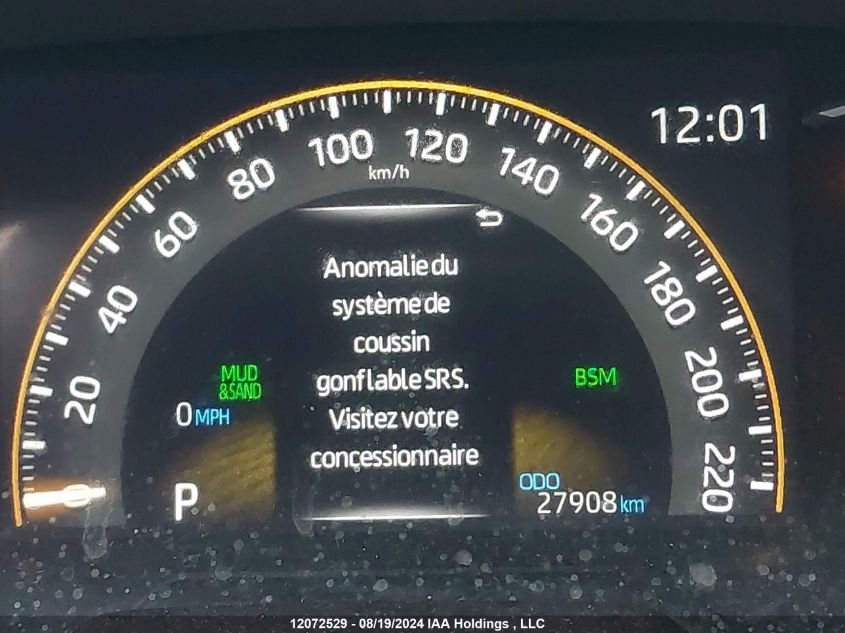 12:01
20
40
60
80
100
120
140
160
180
200
220
km/h
Anomalie du
système de
coussin
gonflable SRS.
Visitez votre
concessionnaire
MUD
&SAND
0 MPH
P
BSM
ODO
27908 km
12072529 - 08/19/2024 IAA Holdings , LLC